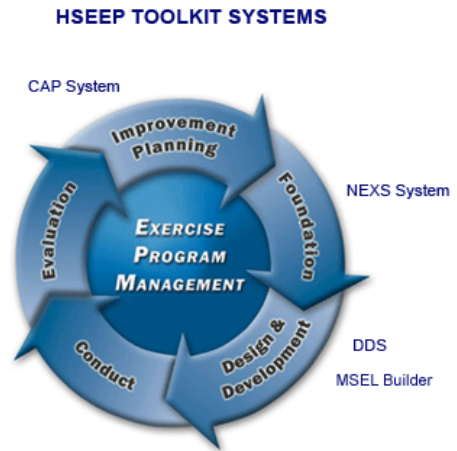 HSEEP TOOLKIT SYSTEMS
CAP System
Improvement
Planning
NEXS System
Foundation
Evaluation
EXERCISE
PROGRAM
MANAGEMENT
Design &
Development
Conduct
DDS
MSEL Builder